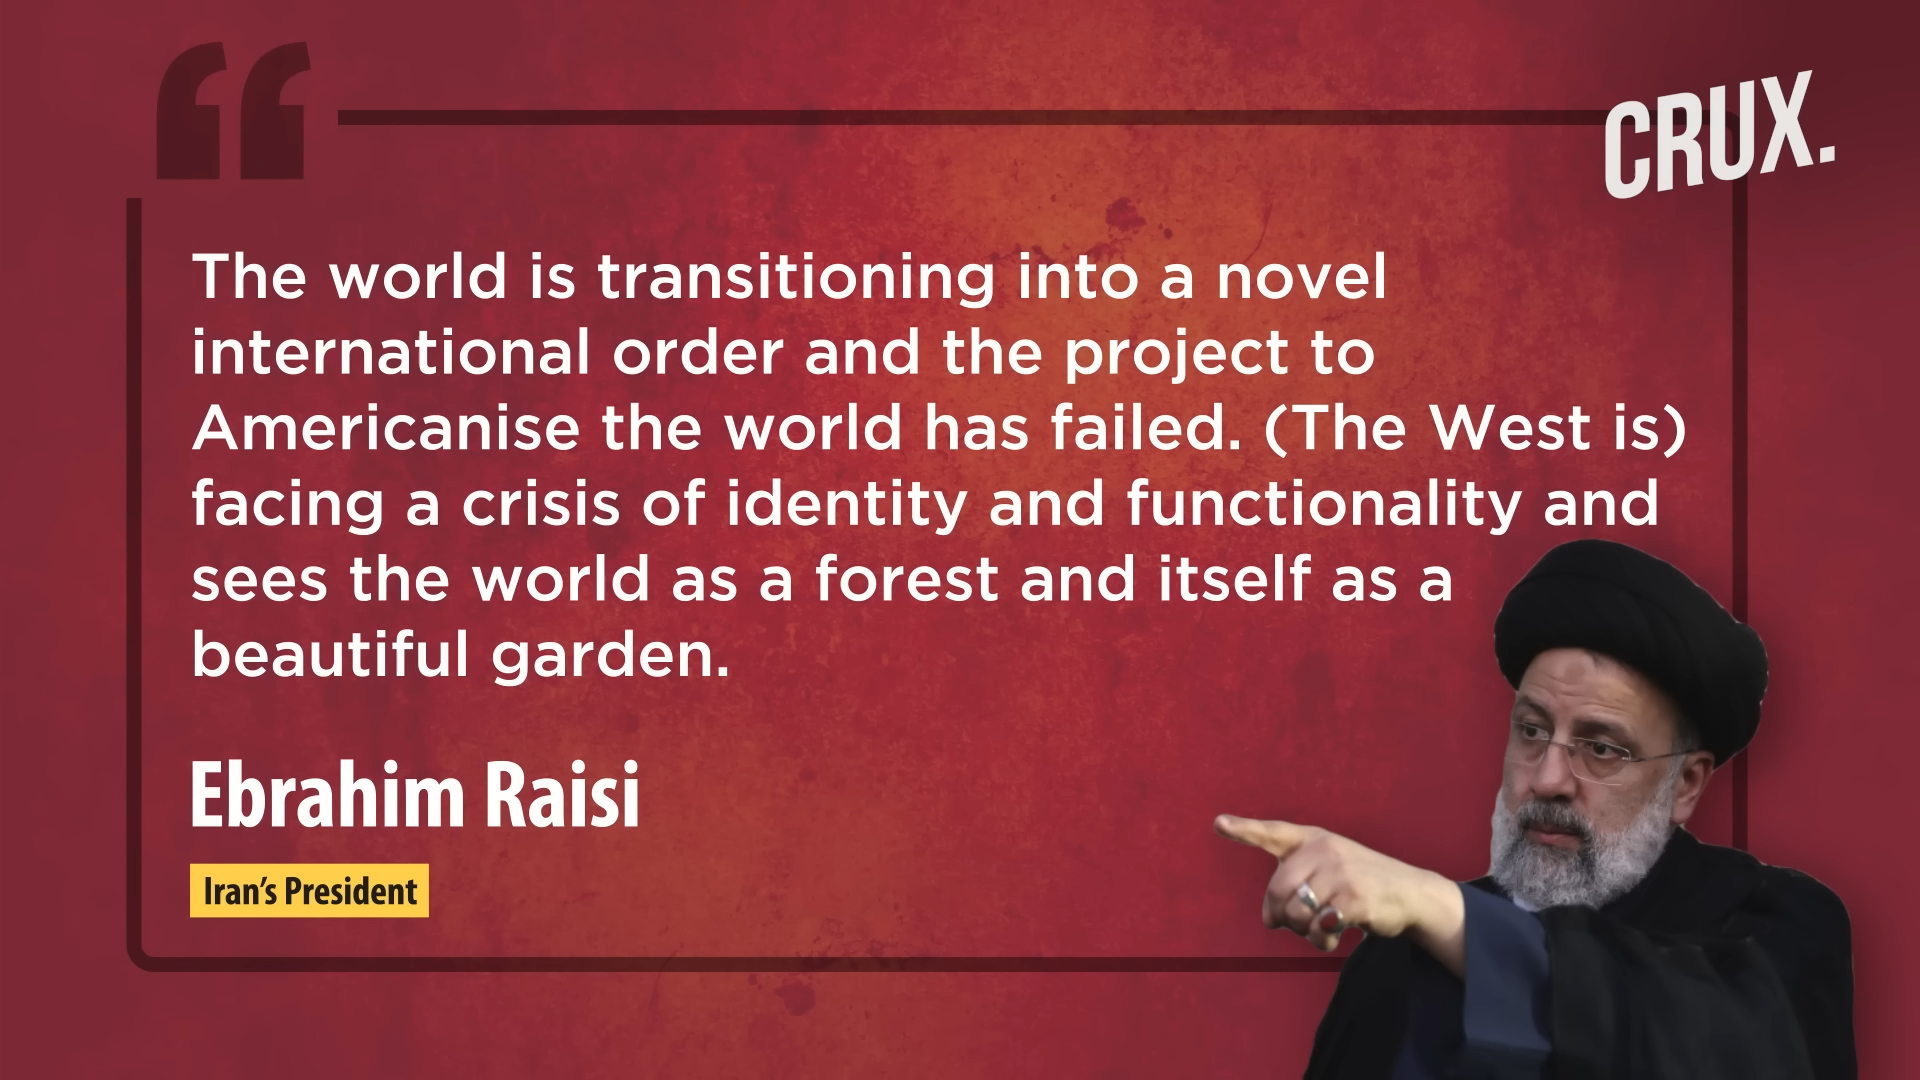 CRUX.
The world is transitioning into a novel
international order and the project to
Americanise the world has failed. (The West is)
facing a crisis of identity and functionality and
sees the world as a forest and itself as a
beautiful garden.
Ebrahim Raisi
Iran’s President